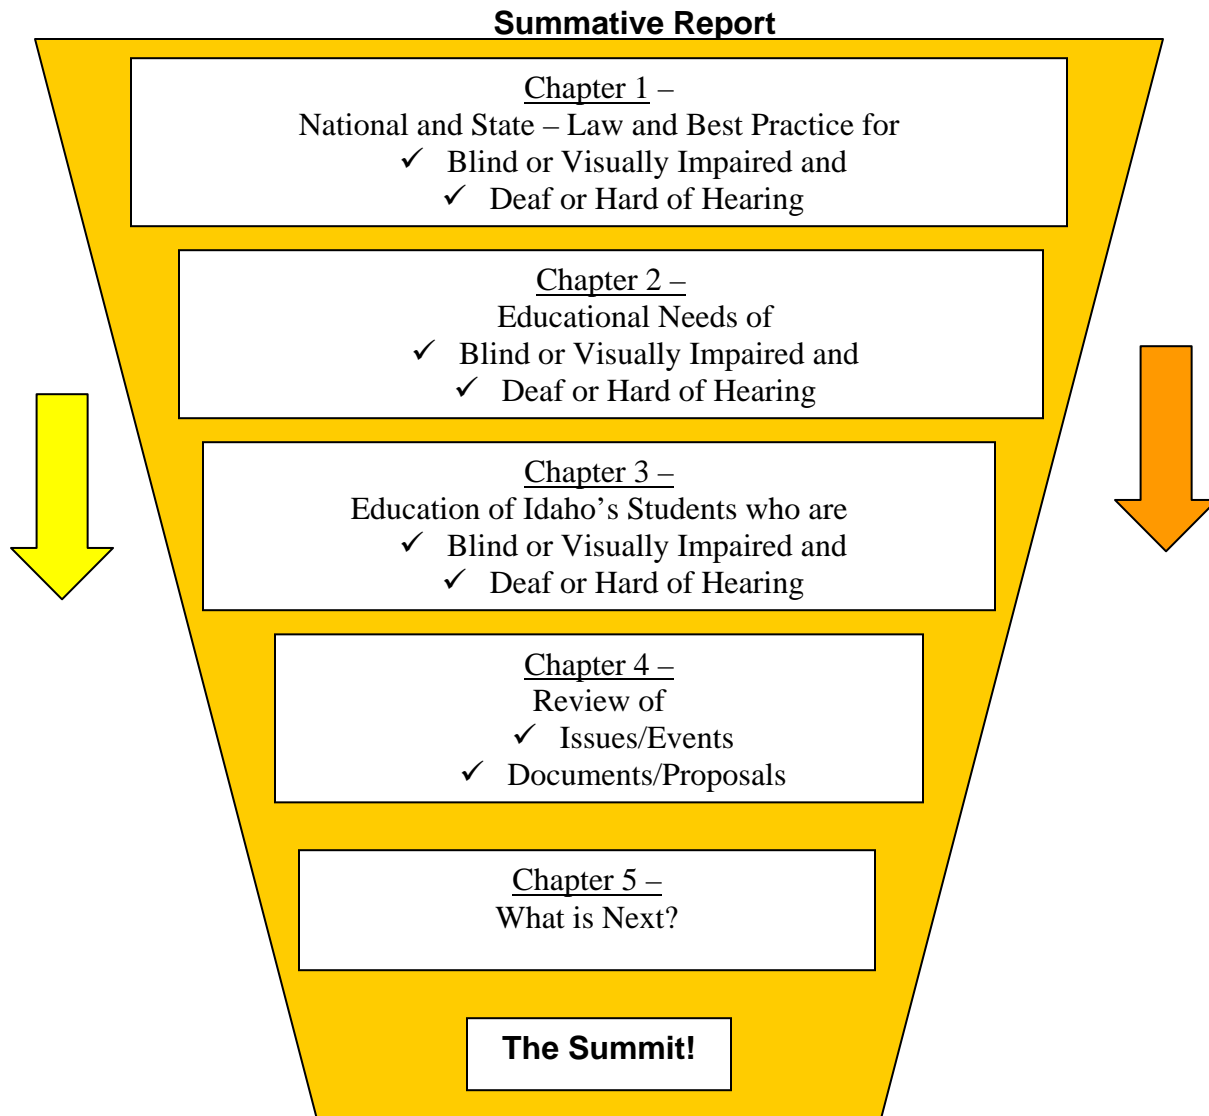 Summative Report
Chapter 1 –
National and State – Law and Best Practice for
✓ Blind or Visually Impaired and
✓ Deaf or Hard of Hearing
Chapter 2 –
Educational Needs of
✓ Blind or Visually Impaired and
✓ Deaf or Hard of Hearing
Chapter 3 –
Education of Idaho’s Students who are
✓ Blind or Visually Impaired and
✓ Deaf or Hard of Hearing
Chapter 4 –
Review of
✓ Issues/Events
✓ Documents/Proposals
Chapter 5 –
What is Next?
The Summit!